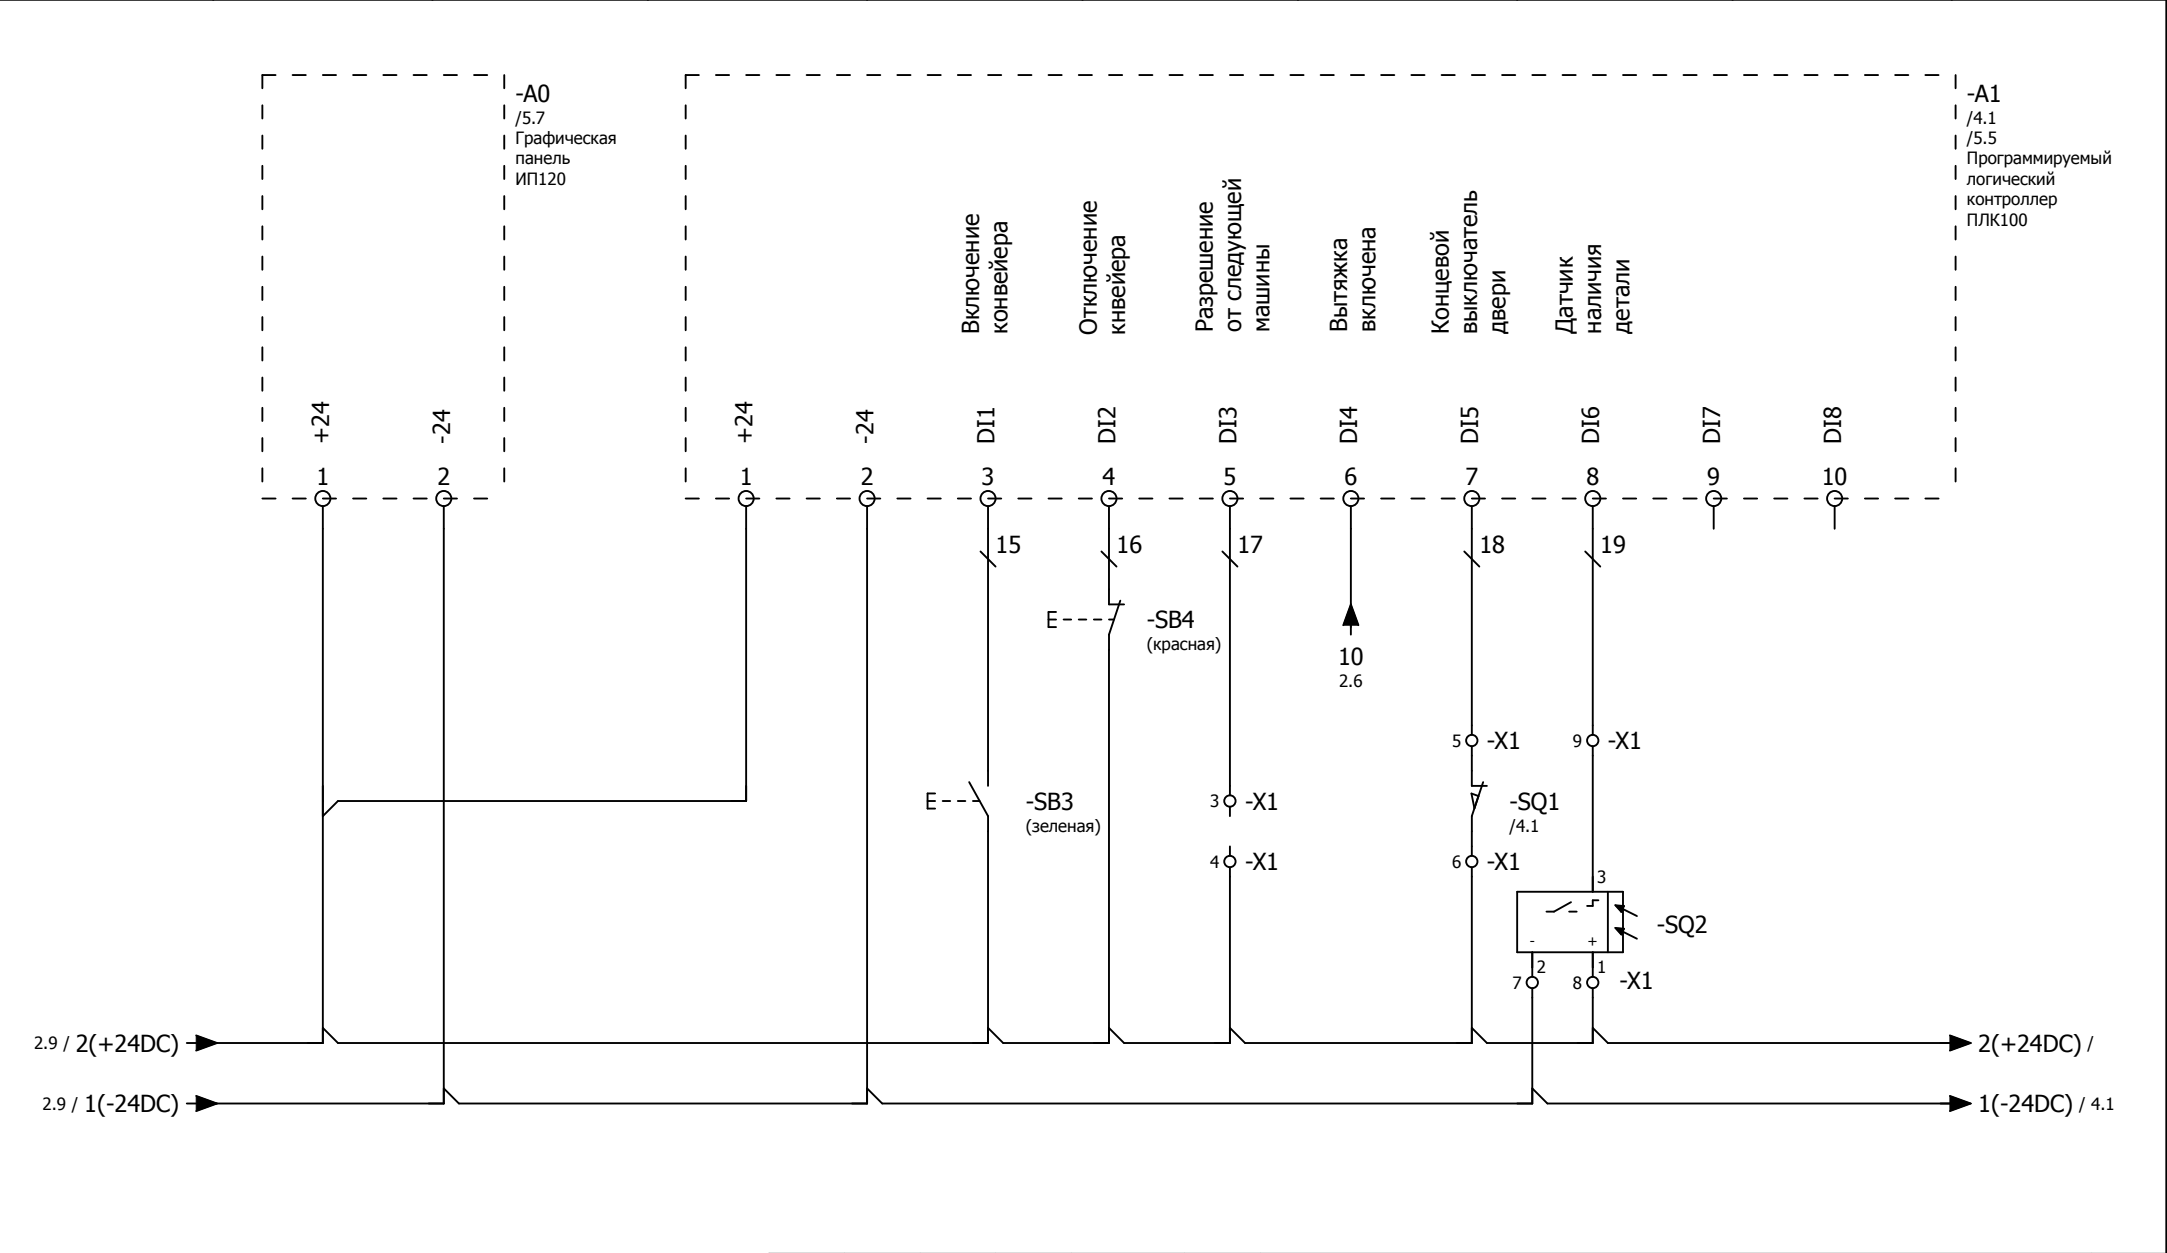 -A0
/5.7
Графическая
панель
ИП120
-A1
/4.1
/5.5
Программируемый
логический
контроллер
ПЛК100
Включение
конвейера
Отключение
кнвейера
Разрешение
от следующей
машины
Вытяжка
включена
Концевой
выключатель
двери
Датчик
наличия
детали
+24
-24
+24
-24
DI1
DI2
DI3
DI4
DI5
DI6
DI7
DI8
1
2
1
2
3
4
5
6
7
8
9
10
15
16
17
18
19
E
-SB4
(красная)
10
2.6
5
-X1
9
-X1
E
-SB3
(зеленая)
3
-X1
-SQ1
/4.1
4
-X1
6
-X1
3
-SQ2
-
+
2
1
7
8
-X1
2.9 / 2(+24DC)
2(+24DC) /
2.9 / 1(-24DC)
1(-24DC) / 4.1